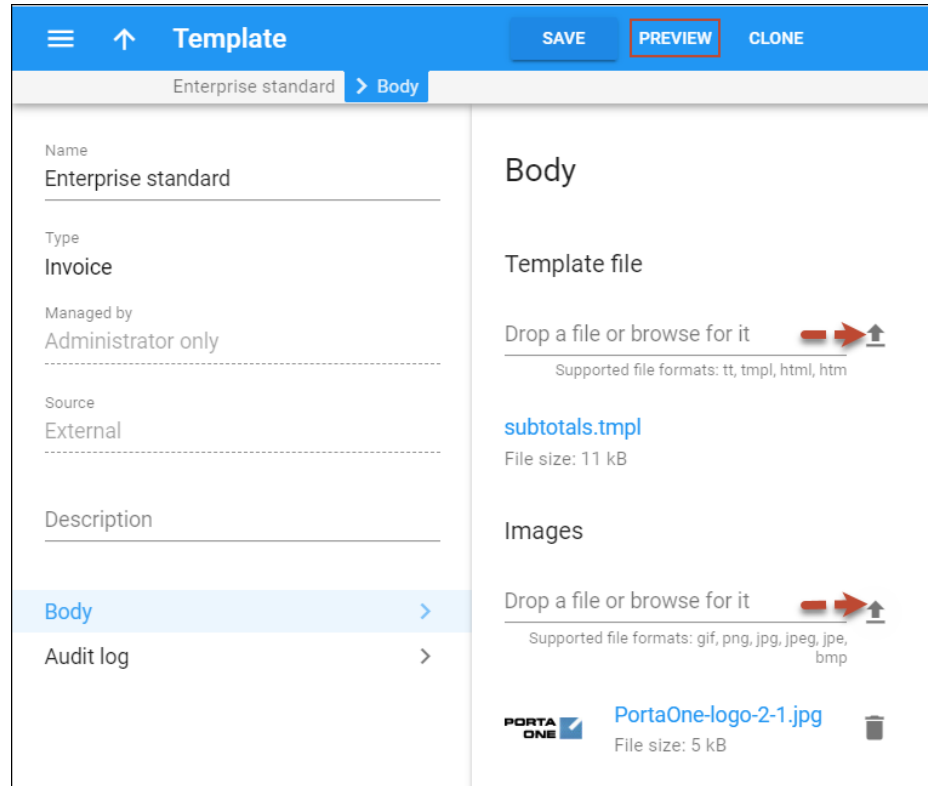 Template
SAVE
PREVIEW
CLONE
Enterprise standard
Body
Name
Enterprise standard
Type
Invoice
Managed by
Administrator only
Source
External
Description
Body
Audit log
Body
Template file
Drop a file or browse for it
Supported file formats: tt, tmpl, html, htm
subtotals.tmpl
File size: 11 kB
Images
Drop a file or browse for it
Supported file formats: gif, png, jpg, jpeg, jpe,
bmp
PORTA
ONE
PortaOne-logo-2-1.jpg
File size: 5 kB